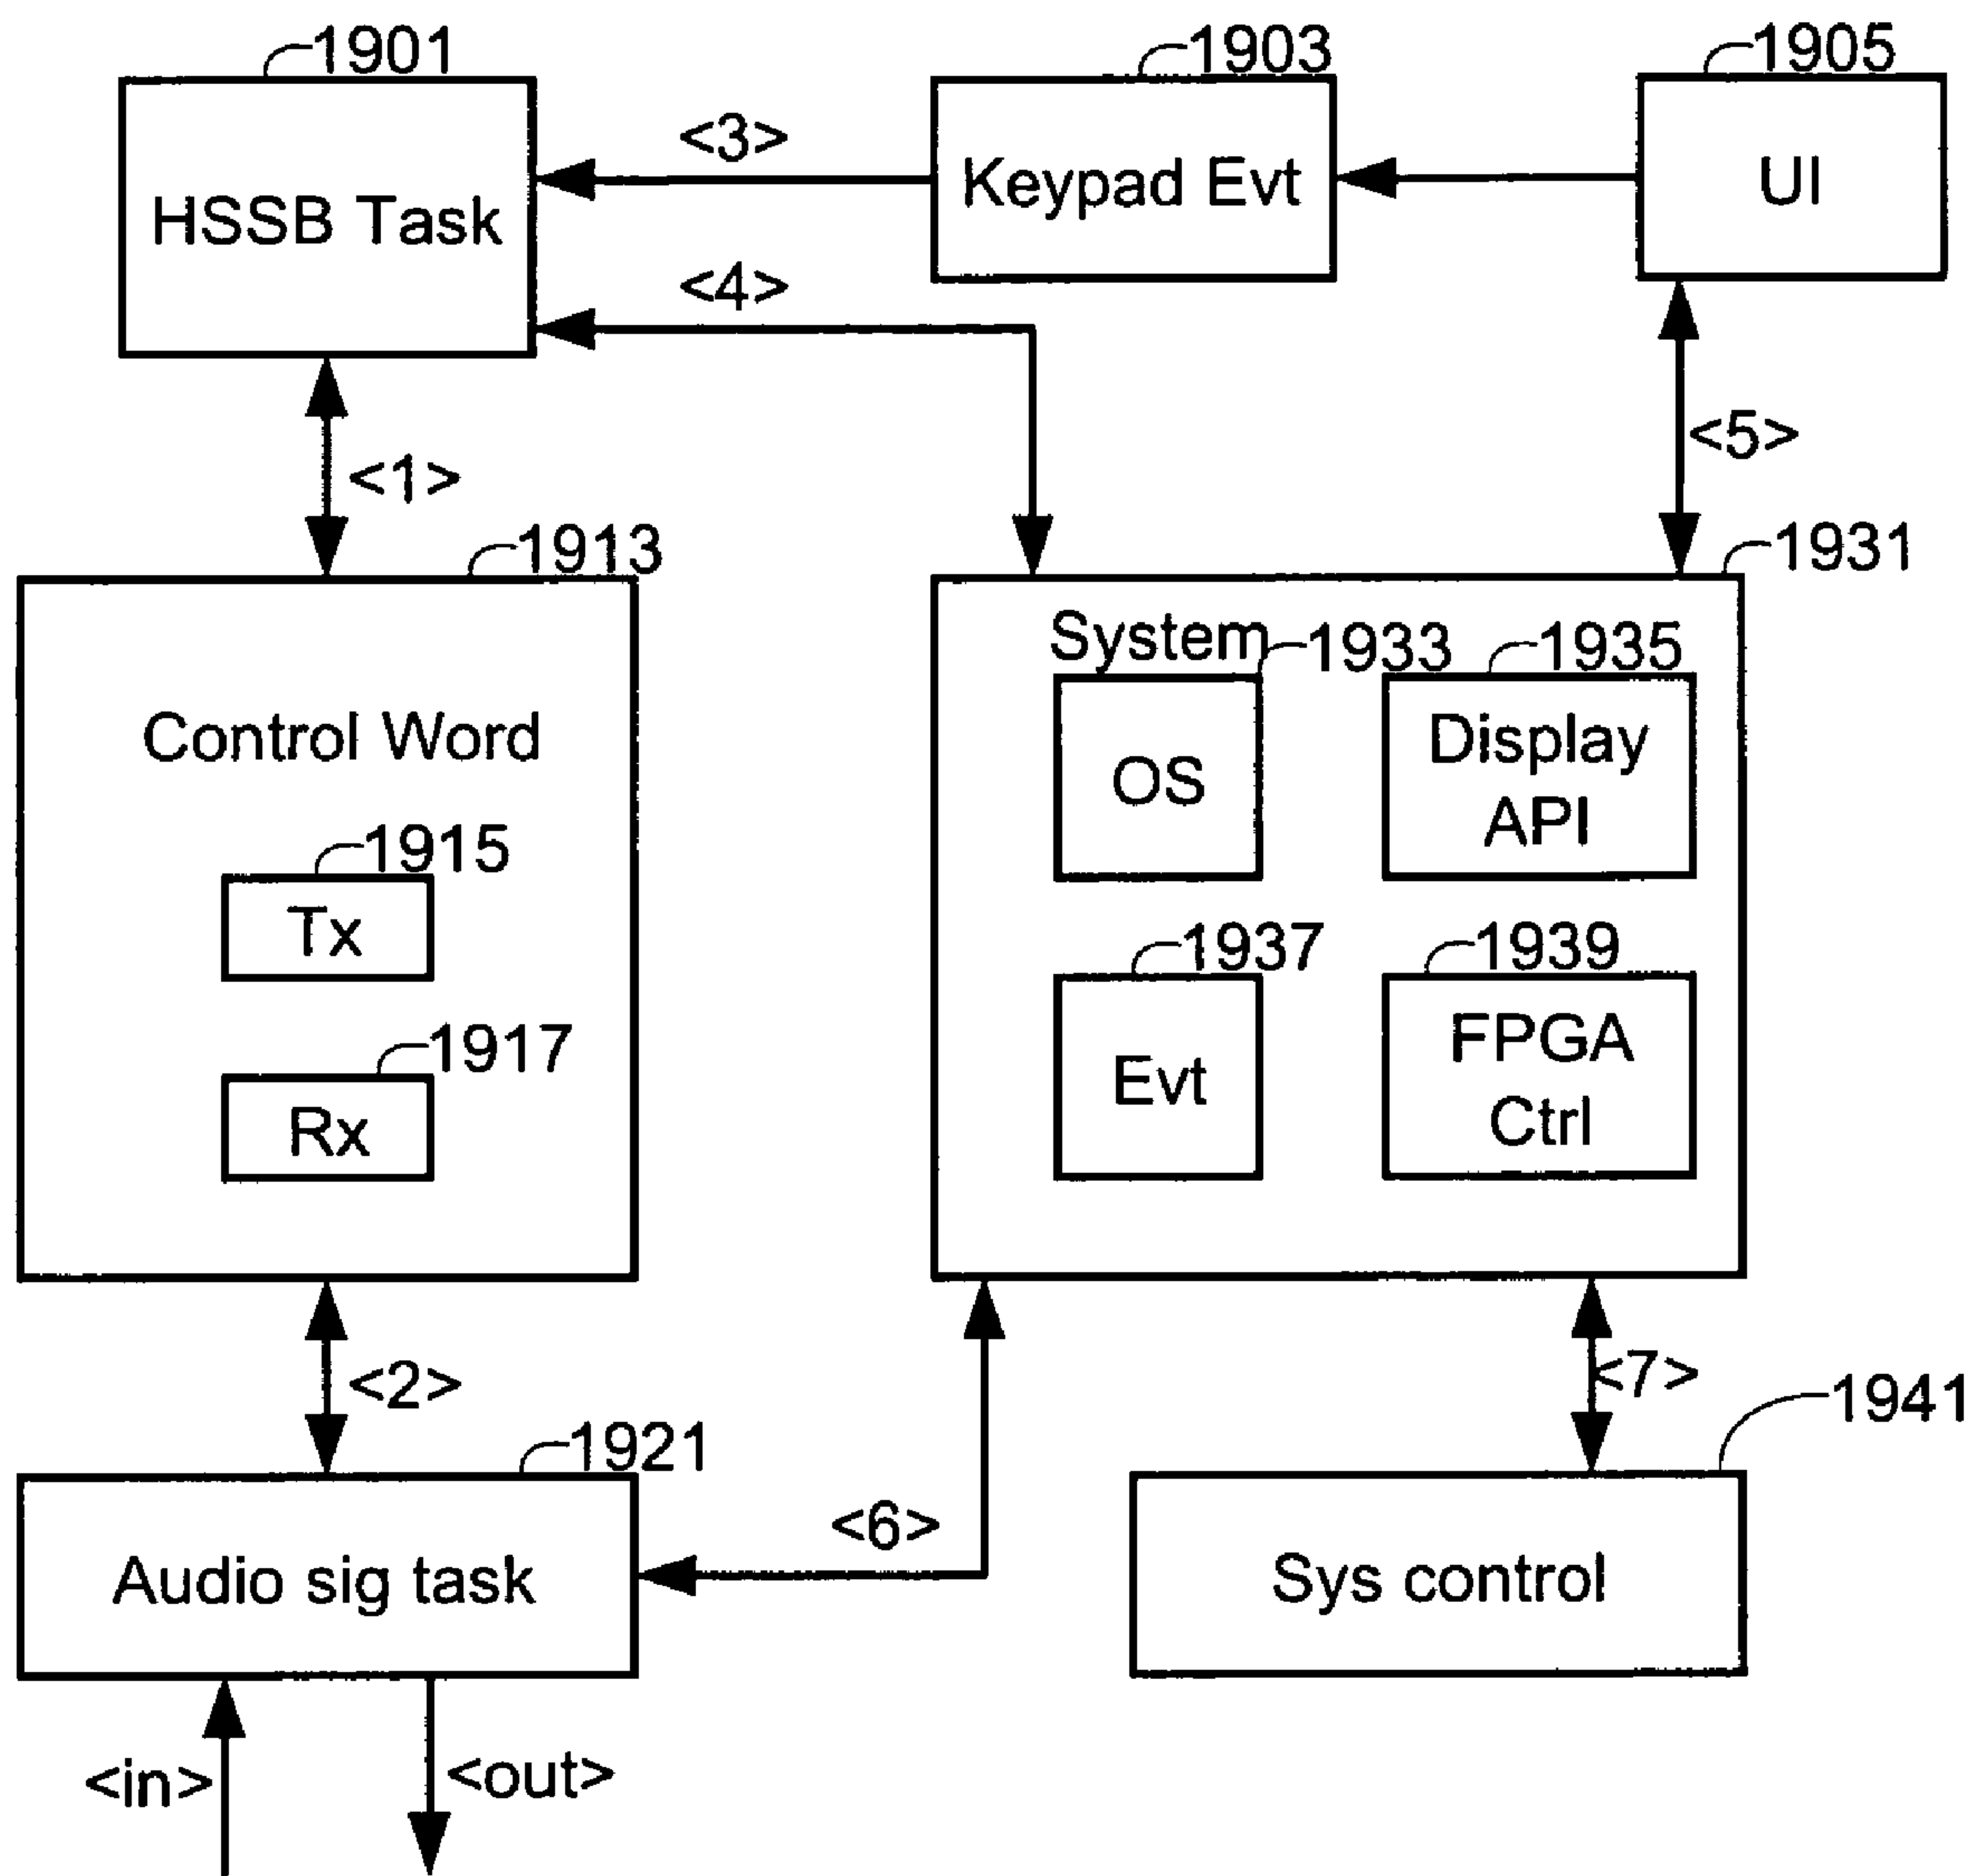 1901
1903
1905
HSSB Task
<3>
Keypad Evt
UI
<4>
<1>
<5>
1913
1931
Control Word
System
1933
1935
OS
Display
API
1915
Tx
1937
1939
1917
Rx
Evt
FPGA
Ctrl
<2>
<7>
1941
1921
Audio sig task
<6>
Sys control
<in>
<out>